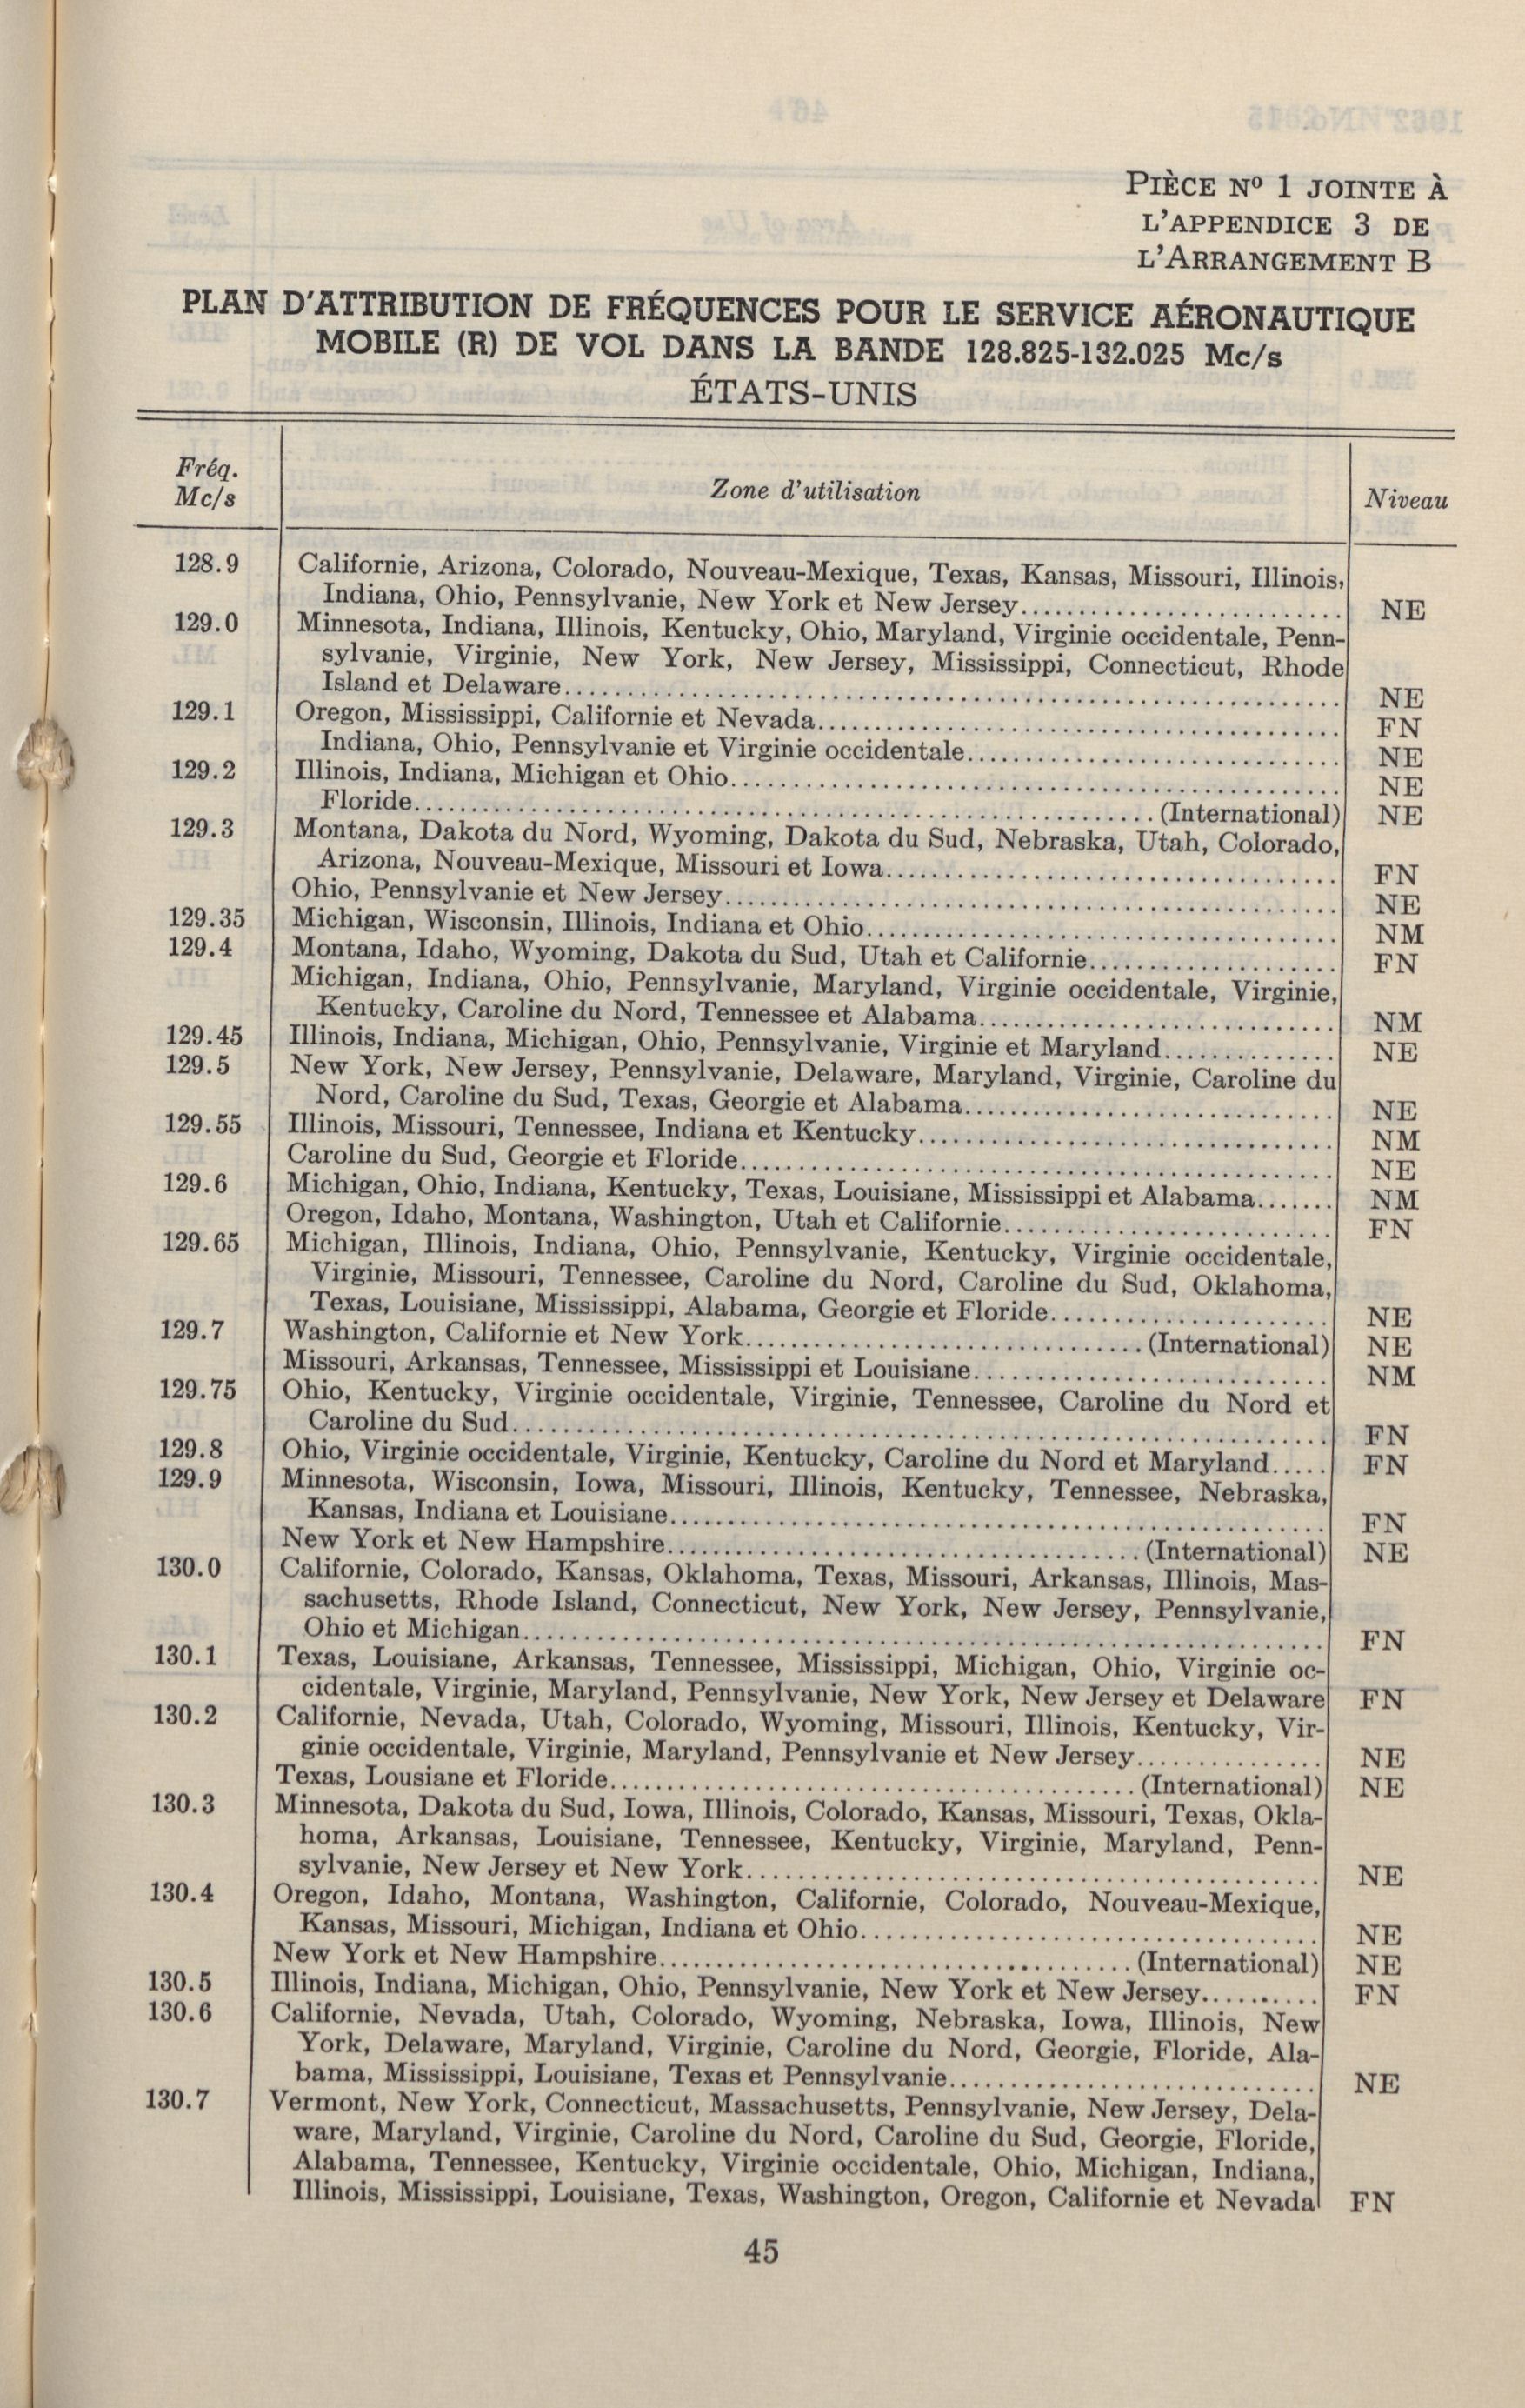 PIÈCE Nº 1 JOINTE À
L'APPENDICE 3 DE
L'ARRANGEMENT B
PLAN D'ATTRIBUTION DE FRÉQUENCES POUR LE SERVICE AÉRONAUTIQUE
MOBILE (R) DE VOL DANS LA BANDE 128.825-132.025 Mc/s
ÉTATS-UNIS
Fréq.
Mc/s
Zone d'utilisation
Niveau
128.9 Californie, Arizona, Colorado, Nouveau-Mexique, Texas, Kansas, Missouri, Illinois,
Indiana, Ohio, Pennsylvanie, New York et New Jersey.......................... NE
129.0 Minnesota, Indiana, Illinois, Kentucky, Ohio, Maryland, Virginie occidentale, Penn-
sylvanie, Virginie, New York, New Jersey, Mississippi, Connecticut, Rhode
Island et Delaware.......................... NE
129.1 Oregon, Mississippi, Californie et Nevada.......................... FN
Indiana, Ohio, Pennsylvanie et Virginie occidentale.......................... NE
129.2 Illinois, Indiana, Michigan et Ohio.......................... NE
Floride..........................(International) NE
129.3 Montana, Dakota du Nord, Wyoming, Dakota du Sud, Nebraska, Utah, Colorado,
Arizona, Nouveau-Mexique, Missouri et Iowa.......................... FN
Ohio, Pennsylvanie et New Jersey.......................... NE
129.35 Michigan, Wisconsin, Illinois, Indiana et Ohio.......................... NM
129.4 Montana, Idaho, Wyoming, Dakota du Sud, Utah et Californie.......................... FN
Michigan, Indiana, Ohio, Pennsylvanie, Maryland, Virginie occidentale, Virginie,
Kentucky, Caroline du Nord, Tennessee et Alabama.......................... NM
129.45 Illinois, Indiana, Michigan, Ohio, Pennsylvanie, Virginie et Maryland............... NE
129.5 New York, New Jersey, Pennsylvanie, Delaware, Maryland, Virginie, Caroline du
Nord, Caroline du Sud, Texas, Georgie et Alabama.......................... NE
129.55 Illinois, Missouri, Tennessee, Indiana et Kentucky.......................... NM
Caroline du Sud, Georgie et Floride.......................... NE
129.6 Michigan, Ohio, Indiana, Kentucky, Texas, Louisiane, Mississippi et Alabama....... NM
Oregon, Idaho, Montana, Washington, Utah et Californie.......................... FN
129.65 Michigan, Illinois, Indiana, Ohio, Pennsylvanie, Kentucky, Virginie occidentale,
Virginie, Missouri, Tennessee, Caroline du Nord, Caroline du Sud, Oklahoma,
Texas, Louisiane, Mississippi, Alabama, Georgie et Floride.......................... NE
129.7 Washington, Californie et New York..........................(International) NE
Missouri, Arkansas, Tennessee, Mississippi et Louisiane.......................... NM
129.75 Ohio, Kentucky, Virginie occidentale, Virginie, Tennessee, Caroline du Nord et
Caroline du Sud.......................... FN
129.8 Ohio, Virginie occidentale, Virginie, Kentucky, Caroline du Nord et Maryland..... FN
129.9 Minnesota, Wisconsin, Iowa, Missouri, Illinois, Kentucky, Tennessee, Nebraska,
Kansas, Indiana et Louisiane.......................... FN
New York et New Hampshire..........................(International) NE
130.0 Californie, Colorado, Kansas, Oklahoma, Texas, Missouri, Arkansas, Illinois, Mas-
sachusetts, Rhode Island, Connecticut, New York, New Jersey, Pennsylvanie,
Ohio et Michigan.......................... FN
130.1 Texas, Louisiane, Arkansas, Tennessee, Mississippi, Michigan, Ohio, Virginie oc-
cidentale, Virginie, Maryland, Pennsylvanie, New York, New Jersey et Delaware FN
130.2 Californie, Nevada, Utah, Colorado, Wyoming, Missouri, Illinois, Kentucky, Vir-
ginie occidentale, Virginie, Maryland, Pennsylvanie et New Jersey............... NE
Texas, Lousiane et Floride..........................(International) NE
130.3 Minnesota, Dakota du Sud, Iowa, Illinois, Colorado, Kansas, Missouri, Texas, Okla-
homa, Arkansas, Louisiane, Tennessee, Kentucky, Virginie, Maryland, Penn-
sylvanie, New Jersey et New York.......................... NE
130.4 Oregon, Idaho, Montana, Washington, Californie, Colorado, Nouveau-Mexique,
Kansas, Missouri, Michigan, Indiana et Ohio.......................... NE
New York et New Hampshire..........................(International) NE
130.5 Illinois, Indiana, Michigan, Ohio, Pennsylvanie, New York et New Jersey.......... FN
130.6 Californie, Nevada, Utah, Colorado, Wyoming, Nebraska, Iowa, Illinois, New
York, Delaware, Maryland, Virginie, Caroline du Nord, Georgie, Floride, Ala-
bama, Mississippi, Louisiane, Texas et Pennsylvanie.......................... NE
130.7 Vermont, New York, Connecticut, Massachusetts, Pennsylvanie, New Jersey, Dela-
ware, Maryland, Virginie, Caroline du Nord, Caroline du Sud, Georgie, Floride,
Alabama, Tennessee, Kentucky, Virginie occidentale, Ohio, Michigan, Indiana,
Illinois, Mississippi, Louisiane, Texas, Washington, Oregon, Californie et Nevada FN
45